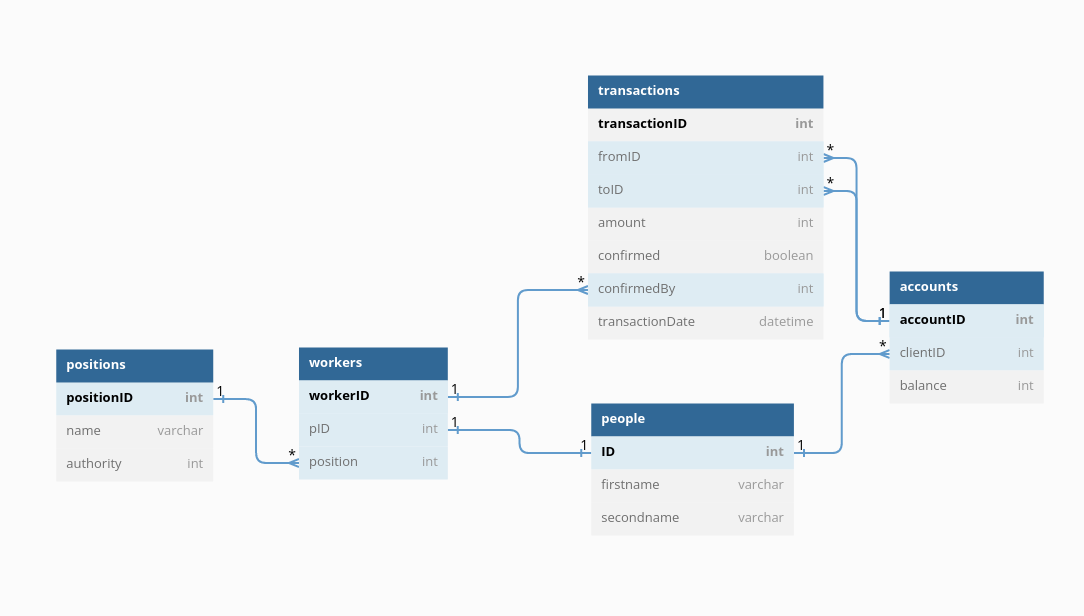 transactions
transactionID int
fromID int *
toID int *
amount int
confirmed boolean
* confirmedBy int
transactionDate datetime
accounts
1 accountID int
* clientID int
balance int
positions
positionID int 1
name varchar
authority int
workers
workerID int 1
pID int 1
* position int
people
1 ID int 1
firstname varchar
secondname varchar